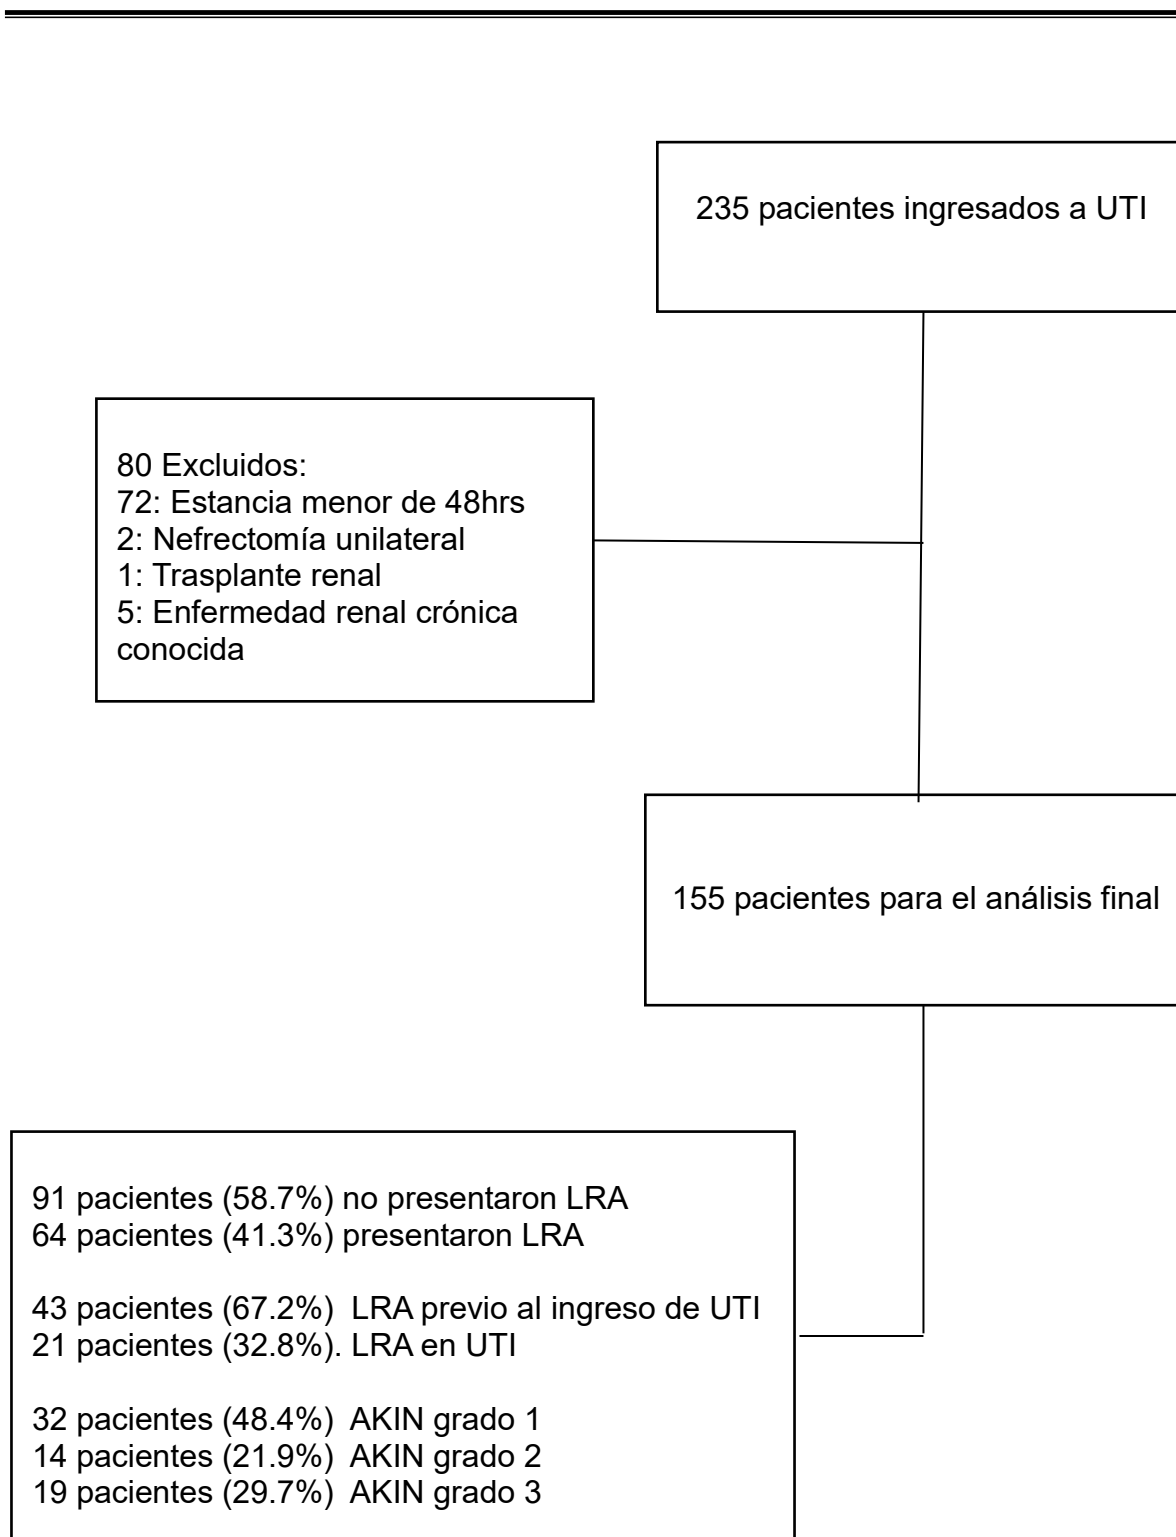 235 pacientes ingresados a UTI
80 Excluidos:
72: Estancia menor de 48hrs
2: Nefrectomía unilateral
1: Trasplante renal
5: Enfermedad renal crónica
conocida
155 pacientes para el análisis final
91 pacientes (58.7%) no presentaron LRA
64 pacientes (41.3%) presentaron LRA
43 pacientes (67.2%)  LRA previo al ingreso de UTI
21 pacientes (32.8%). LRA en UTI
32 pacientes (48.4%)  AKIN grado 1
14 pacientes (21.9%)  AKIN grado 2
19 pacientes (29.7%)  AKIN grado 3